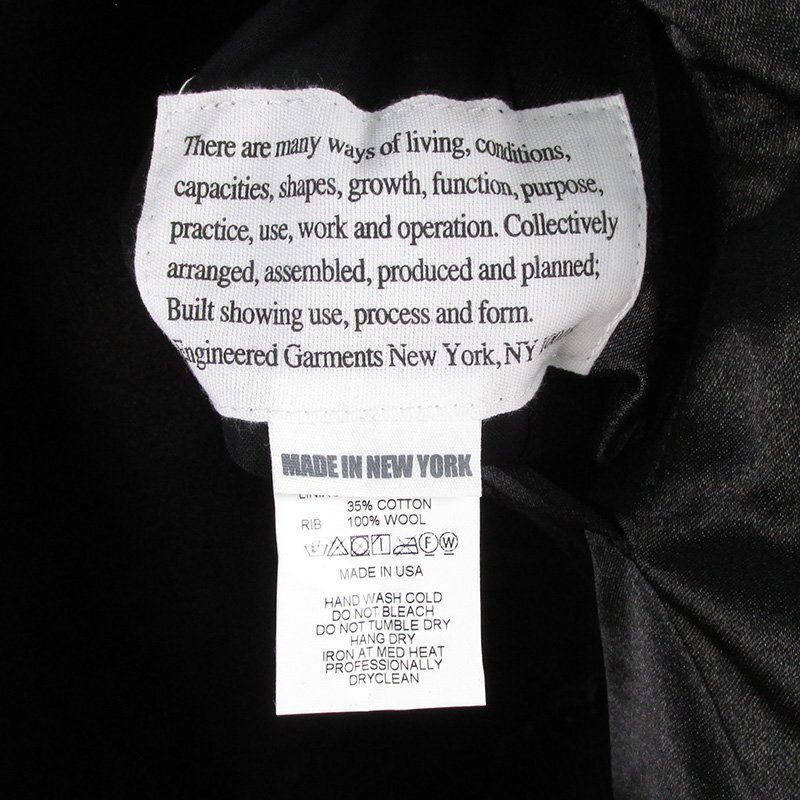 There are many ways of living, conditions,
capacities, shapes, growth, function, purpose,
practice, use, work and operation. Collectively
arranged, assembled, produced and planned;
Built showing use, process and form.
Engineered Garments New York, NY
MADE IN NEW YORK
35% COTTON
RIB 100% WOOL
F W
MADE IN USA
HAND WASH COLD
DO NOT BLEACH
DO NOT TUMBLE DRY
HANG DRY
IRON AT MED HEAT
PROFESSIONALLY
DRYCLEAN